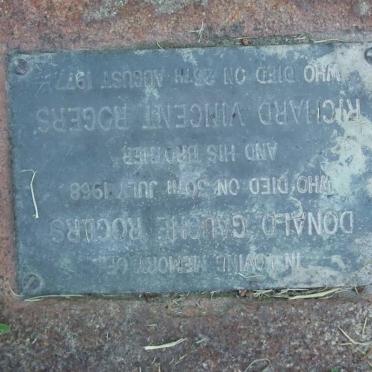 IN LOVING MEMORY OF
DONALD GAUCHE ROGERS
WHO DIED ON 30TH JULY 1968
AND HIS BROTHER
RICHARD VINCENT ROGERS
WHO DIED ON 28TH AUGUST 1977